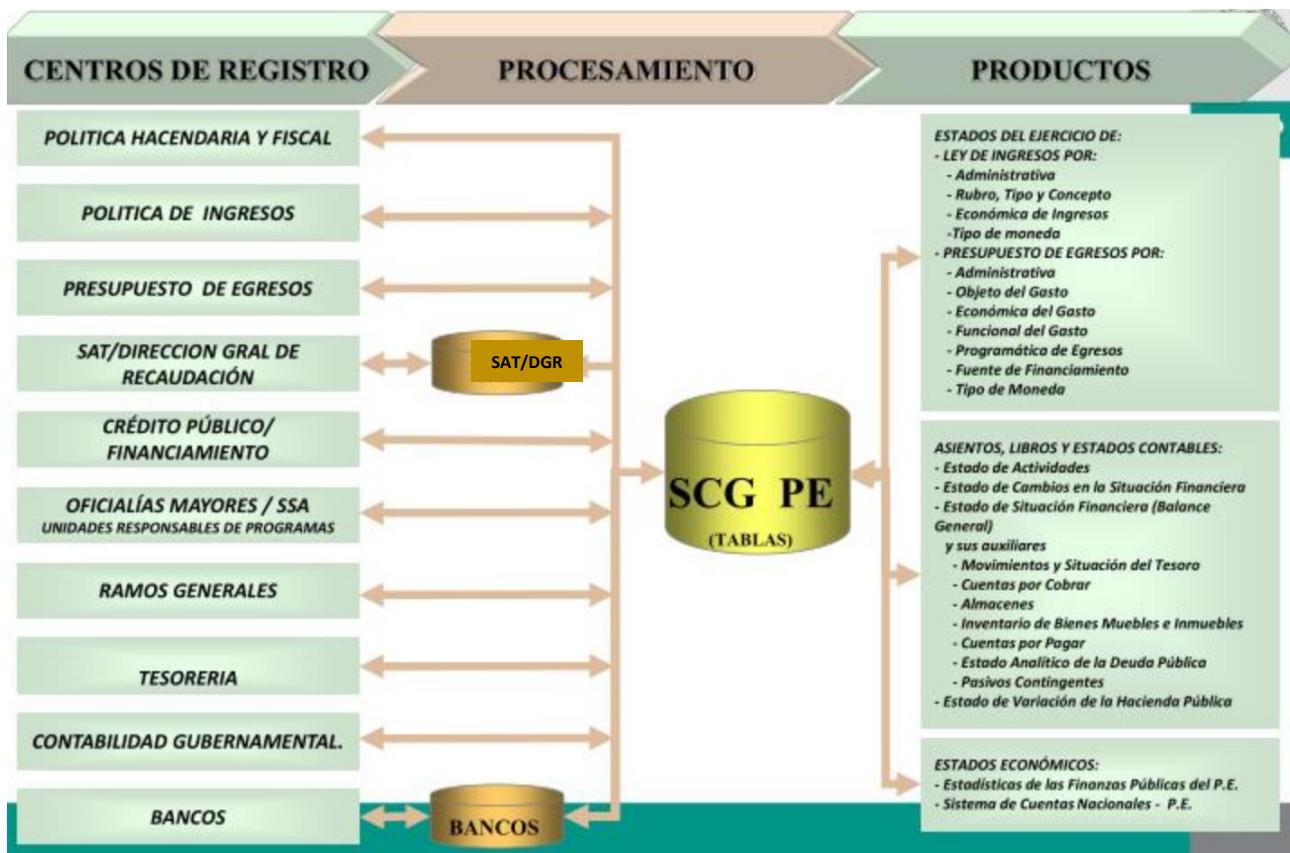 CENTROS DE REGISTRO
PROCESAMIENTO
PRODUCTOS
POLITICA HACENDARIA Y FISCAL
POLITICA DE INGRESOS
PRESUPUESTO DE EGRESOS
SAT/DIRECCION GRAL DE
RECAUDACIÓN
CRÉDITO PÚBLICO/
FINANCIAMIENTO
OFICIALÍAS MAYORES / SSA
UNIDADES RESPONSABLES DE PROGRAMAS
RAMOS GENERALES
TESORERIA
CONTABILIDAD GUBERNAMENTAL.
BANCOS
SAT/DGR
BANCOS
SCG PE
(TABLAS)
ESTADOS DEL EJERCICIO DE:
- LEY DE INGRESOS POR:
- Administrativa
- Rubro, Tipo y Concepto
- Económica de Ingresos
-Tipo de moneda
- PRESUPUESTO DE EGRESOS POR:
- Administrativa
- Objeto del Gasto
- Económica del Gasto
- Funcional del Gasto
- Programática de Egresos
- Fuente de Financiamiento
- Tipo de Moneda
ASIENTOS, LIBROS Y ESTADOS CONTABLES:
- Estado de Actividades
- Estado de Cambios en la Situación Financiera
- Estado de Situación Financiera (Balance
General)
y sus auxiliares
- Movimientos y Situación del Tesoro
- Cuentas por Cobrar
- Almacenes
- Inventario de Bienes Muebles e Inmuebles
- Cuentas por Pagar
- Estado Analítico de la Deuda Pública
- Pasivos Contingentes
- Estado de Variación de la Hacienda Pública
ESTADOS ECONÓMICOS:
- Estadísticas de las Finanzas Públicas del P.E.
- Sistema de Cuentas Nacionales - P.E.